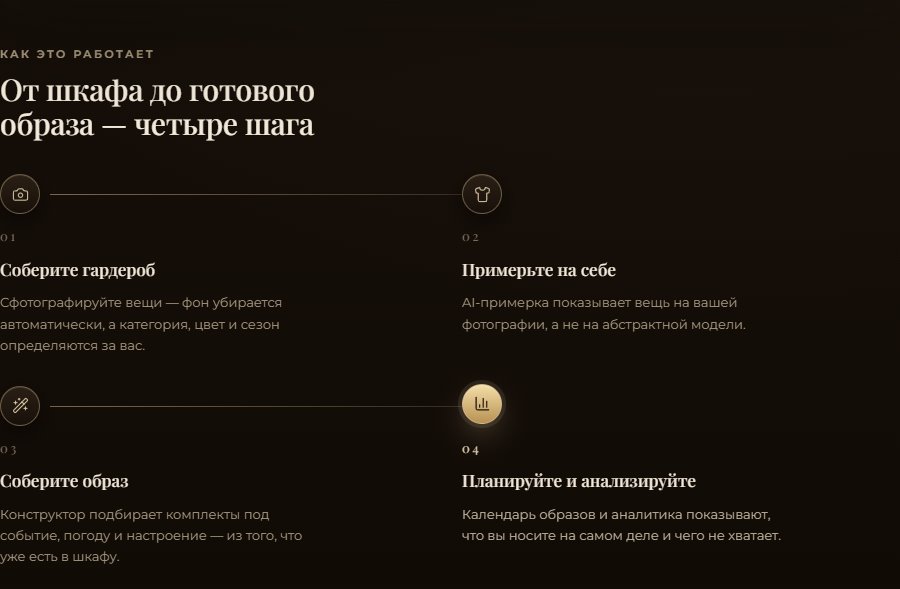 КАК ЭТО РАБОТАЕТ
От шкафа до готового
образа — четыре шага
01
Соберите гардероб
Сфотографируйте вещи — фон убирается
автоматически, а категория, цвет и сезон
определяются за вас.
02
Примерьте на себе
AI-примерка показывает вещь на вашей
фотографии, а не на абстрактной модели.
03
Соберите образ
Конструктор подбирает комплекты под
событие, погоду и настроение — из того, что
уже есть в шкафу.
04
Планируйте и анализируйте
Календарь образов и аналитика показывают,
что вы носите на самом деле и чего не хватает.